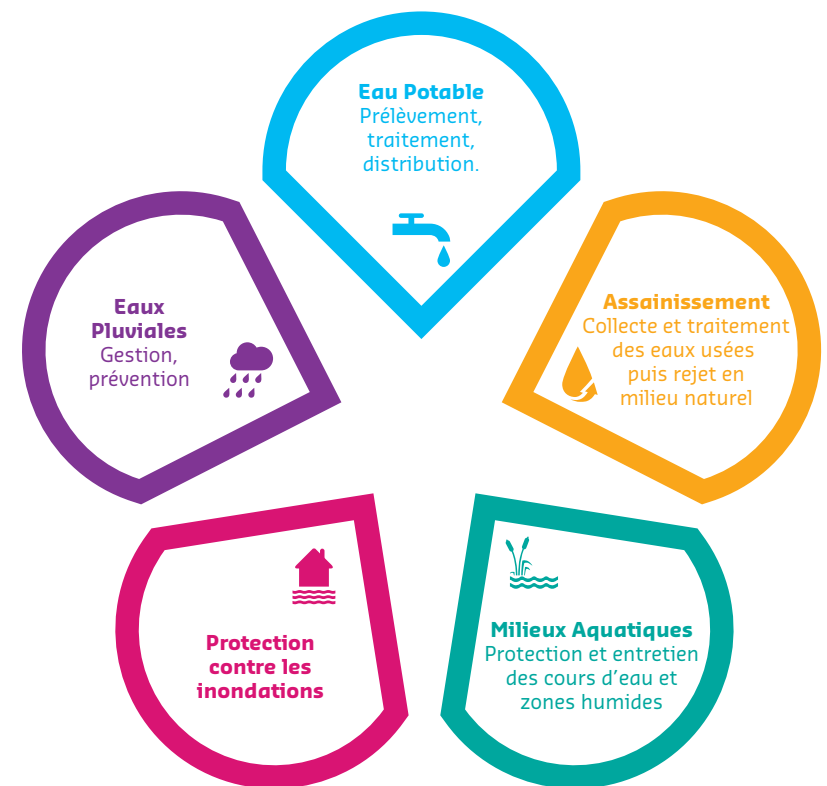 Eau Potable
Prélèvement,
traitement,
distribution.
Assainissement
Collecte et traitement
des eaux usées
puis rejet en
milieu naturel
Milieux Aquatiques
Protection et entretien
des cours d'eau et
zones humides
Protection
contre les
inondations
Eaux
Pluviales
Gestion,
prévention